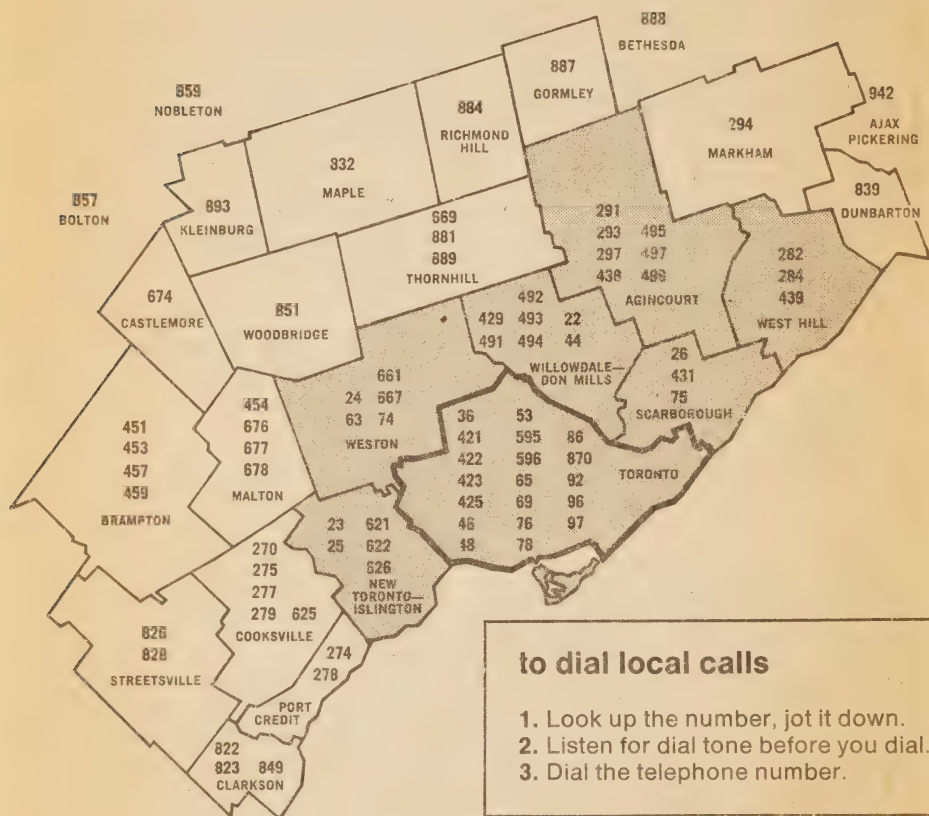 888
BETHESDA
859
NOBLETON
887
GORMLEY
884
RICHMOND
HILL
294
MARKHAM
942
AJAX
PICKERING
832
MAPLE
839
DUNBARTON
857
BOLTON
893
KLEINBURG
669
881
889
THORNHILL
291
293 495
297 497
438 499
AGINCOURT
282
284
439
WEST HILL
674
CASTLEMORE
851
WOODBRIDGE
492
429 493 22
491 494 44
WILLOWDALE—
DON MILLS
26
431
75
SCARBOROUGH
661
24 667
63 74
WESTON
451
453
457
459
BRAMPTON
454
676
677
678
MALTON
36 53
421 595 86
422 596 870
423 65 92
425 69 96
46 76 97
48 78
TORONTO
23 621
25 622
626
NEW
TORONTO—
ISLINGTON
270
275
277
279 625
COOKSVILLE
826
828
STREETSVILLE
274
278
PORT
CREDIT
822
823 849
CLARKSON
to dial local calls
1. Look up the number, jot it down.
2. Listen for dial tone before you dial.
3. Dial the telephone number.